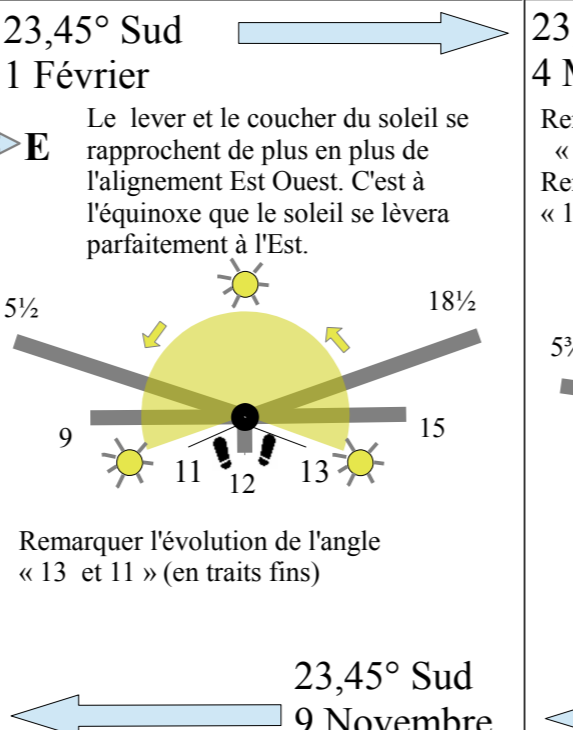 23,45° Sud
1 Février
E
Le lever et le coucher du soleil se
rapprochent de plus en plus de
l'alignement Est Ouest. C'est à
l'équinoxe que le soleil se lèvera
parfaitement à l'Est.
5½
18½
9
15
11
12
13
Remarquer l'évolution de l'angle
« 13 et 11 » (en traits fins)
23,45° Sud
9 Novembre
23
4
«
« 1